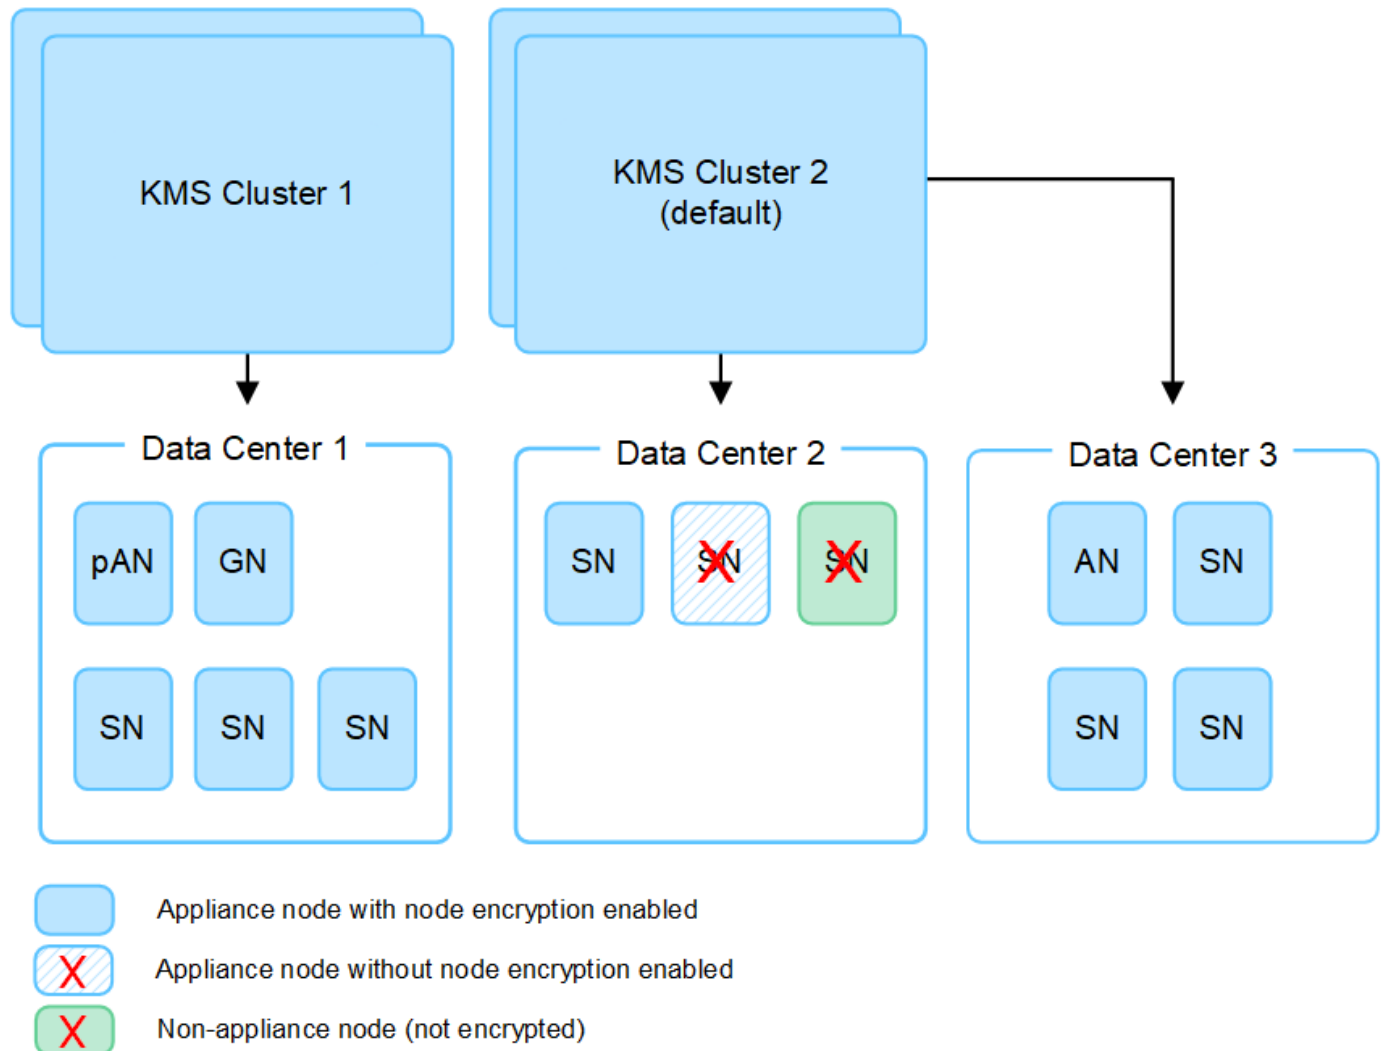 KMS Cluster 1
KMS Cluster 2
(default)
Data Center 1
pAN
GN
SN
SN
SN
Data Center 2
SN
SN
SN
Data Center 3
AN
SN
SN
SN
Appliance node with node encryption enabled
X
Appliance node without node encryption enabled
X
Non-appliance node (not encrypted)